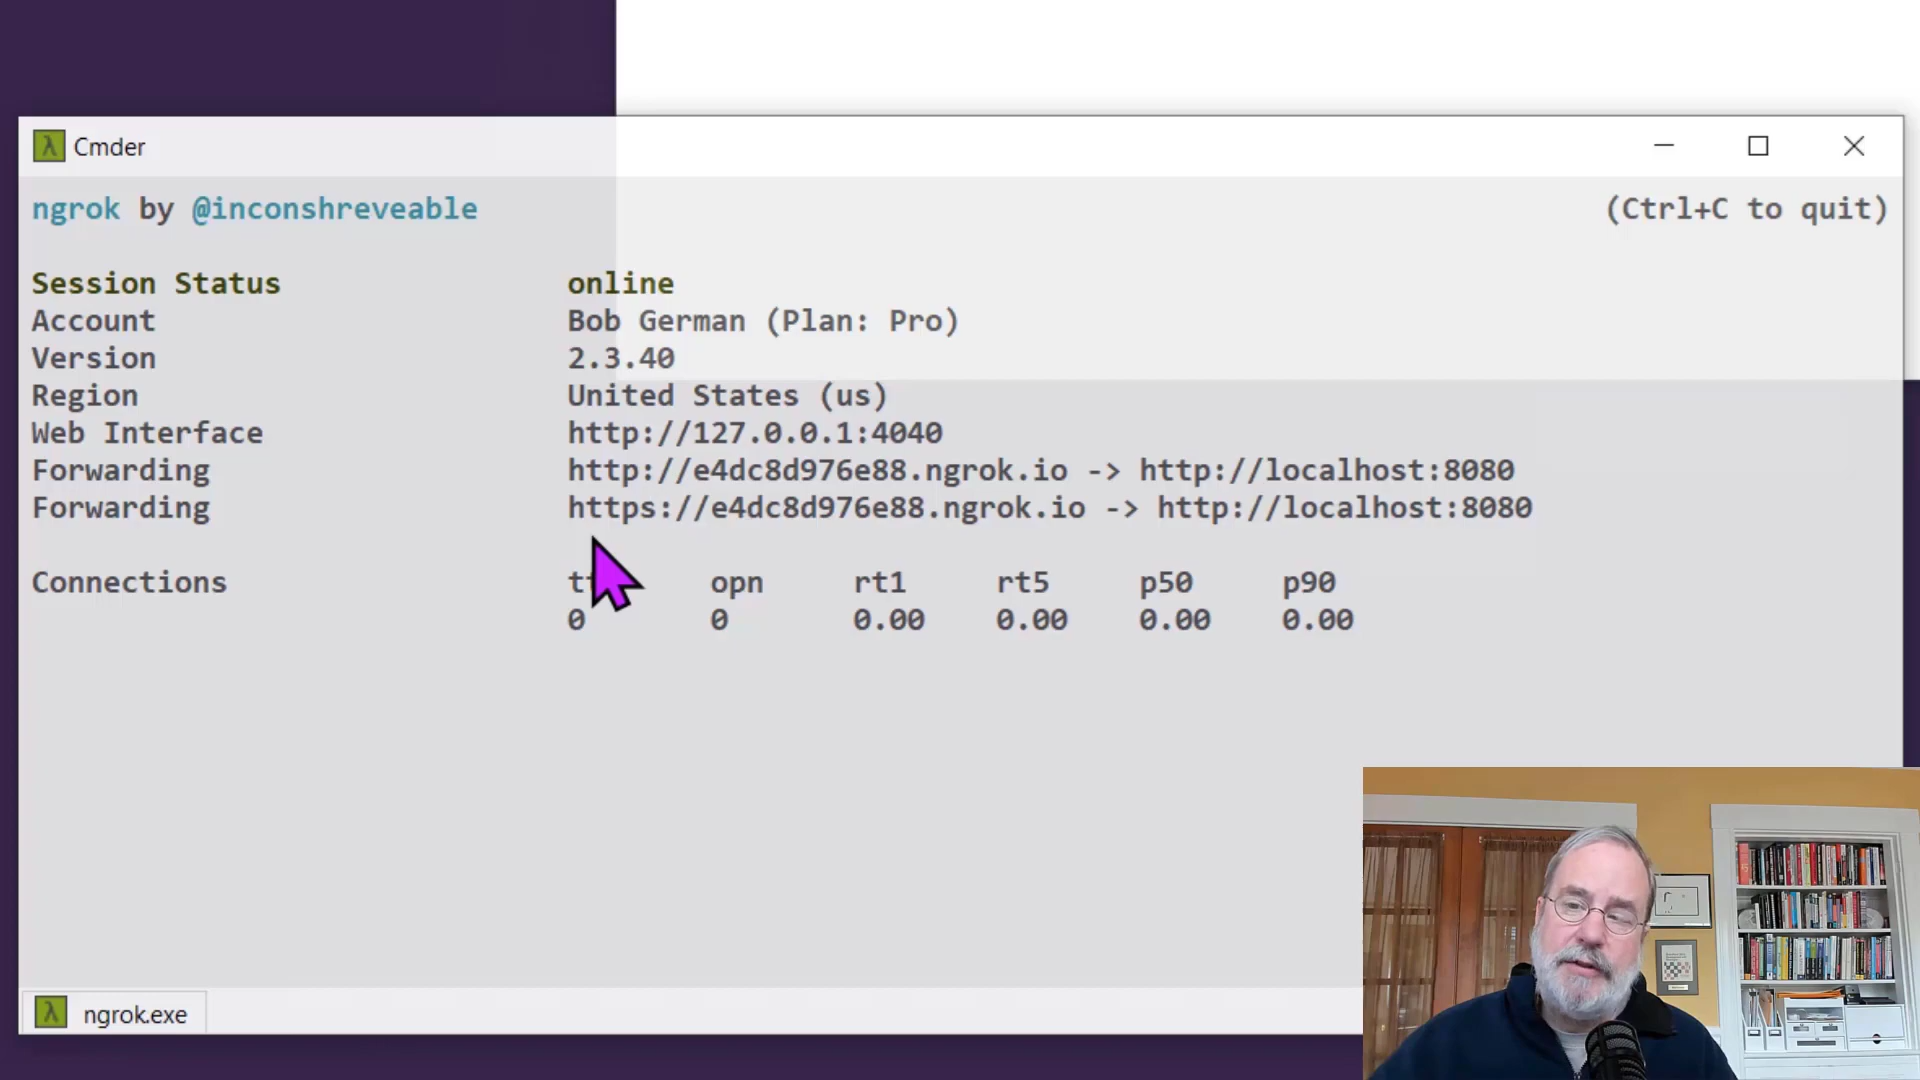 Cmder
ngrok by @inconshreveable (Ctrl+C to quit)
Session Status online
Account Bob German (Plan: Pro)
Version 2.3.40
Region United States (us)
Web Interface http://127.0.0.1:4040
Forwarding http://e4dc8d976e88.ngrok.io -> http://localhost:8080
Forwarding https://e4dc8d976e88.ngrok.io -> http://localhost:8080
Connections opn rt1 rt5 p50 p90
0 0 0.00 0.00 0.00 0.00
ngrok.exe